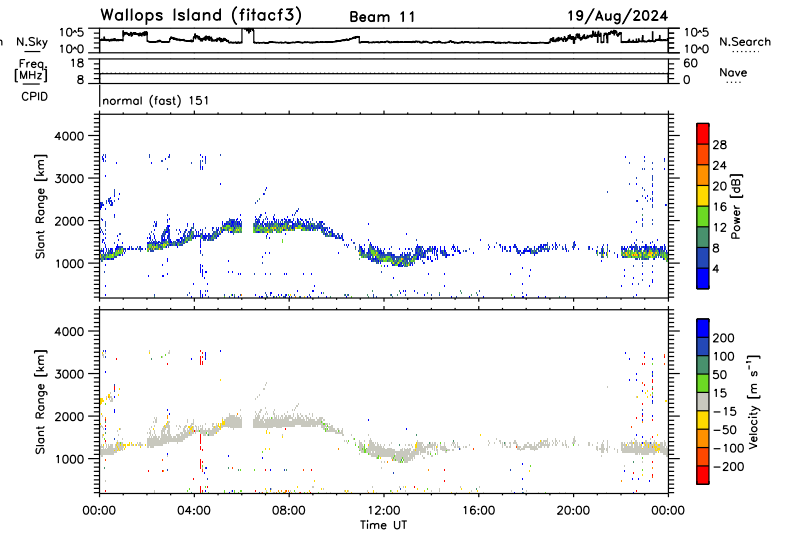 Wallops Island (fitacf3) Beam 11 19/Aug/2024
n N.Sky 10^5 10^0 10^5 10^0 N.Search
Freq. [MHz] 18 8 60 0 Nave
CPID normal (fast) 151
Slant Range [km] 4000 3000 2000 1000
Power [dB] 28 24 20 16 12 8 4
Slant Range [km] 4000 3000 2000 1000
Velocity [m s⁻¹] 200 100 50 15 −15 −50 −100 −200
00:00 04:00 08:00 12:00 16:00 20:00 00:00
Time UT